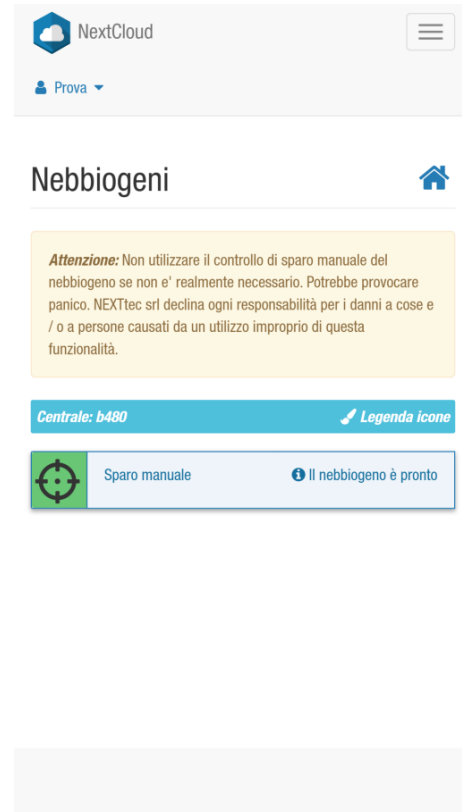 NextCloud
Prova
Nebbiogeni
Attenzione: Non utilizzare il controllo di sparo manuale del
nebbiogeno se non e' realmente necessario. Potrebbe provocare
panico. NEXTtec srl declina ogni responsabilità per i danni a cose e
/ o a persone causati da un utilizzo improprio di questa
funzionalità.
Centrale: b480 Legenda icone
Sparo manuale Il nebbiogeno è pronto